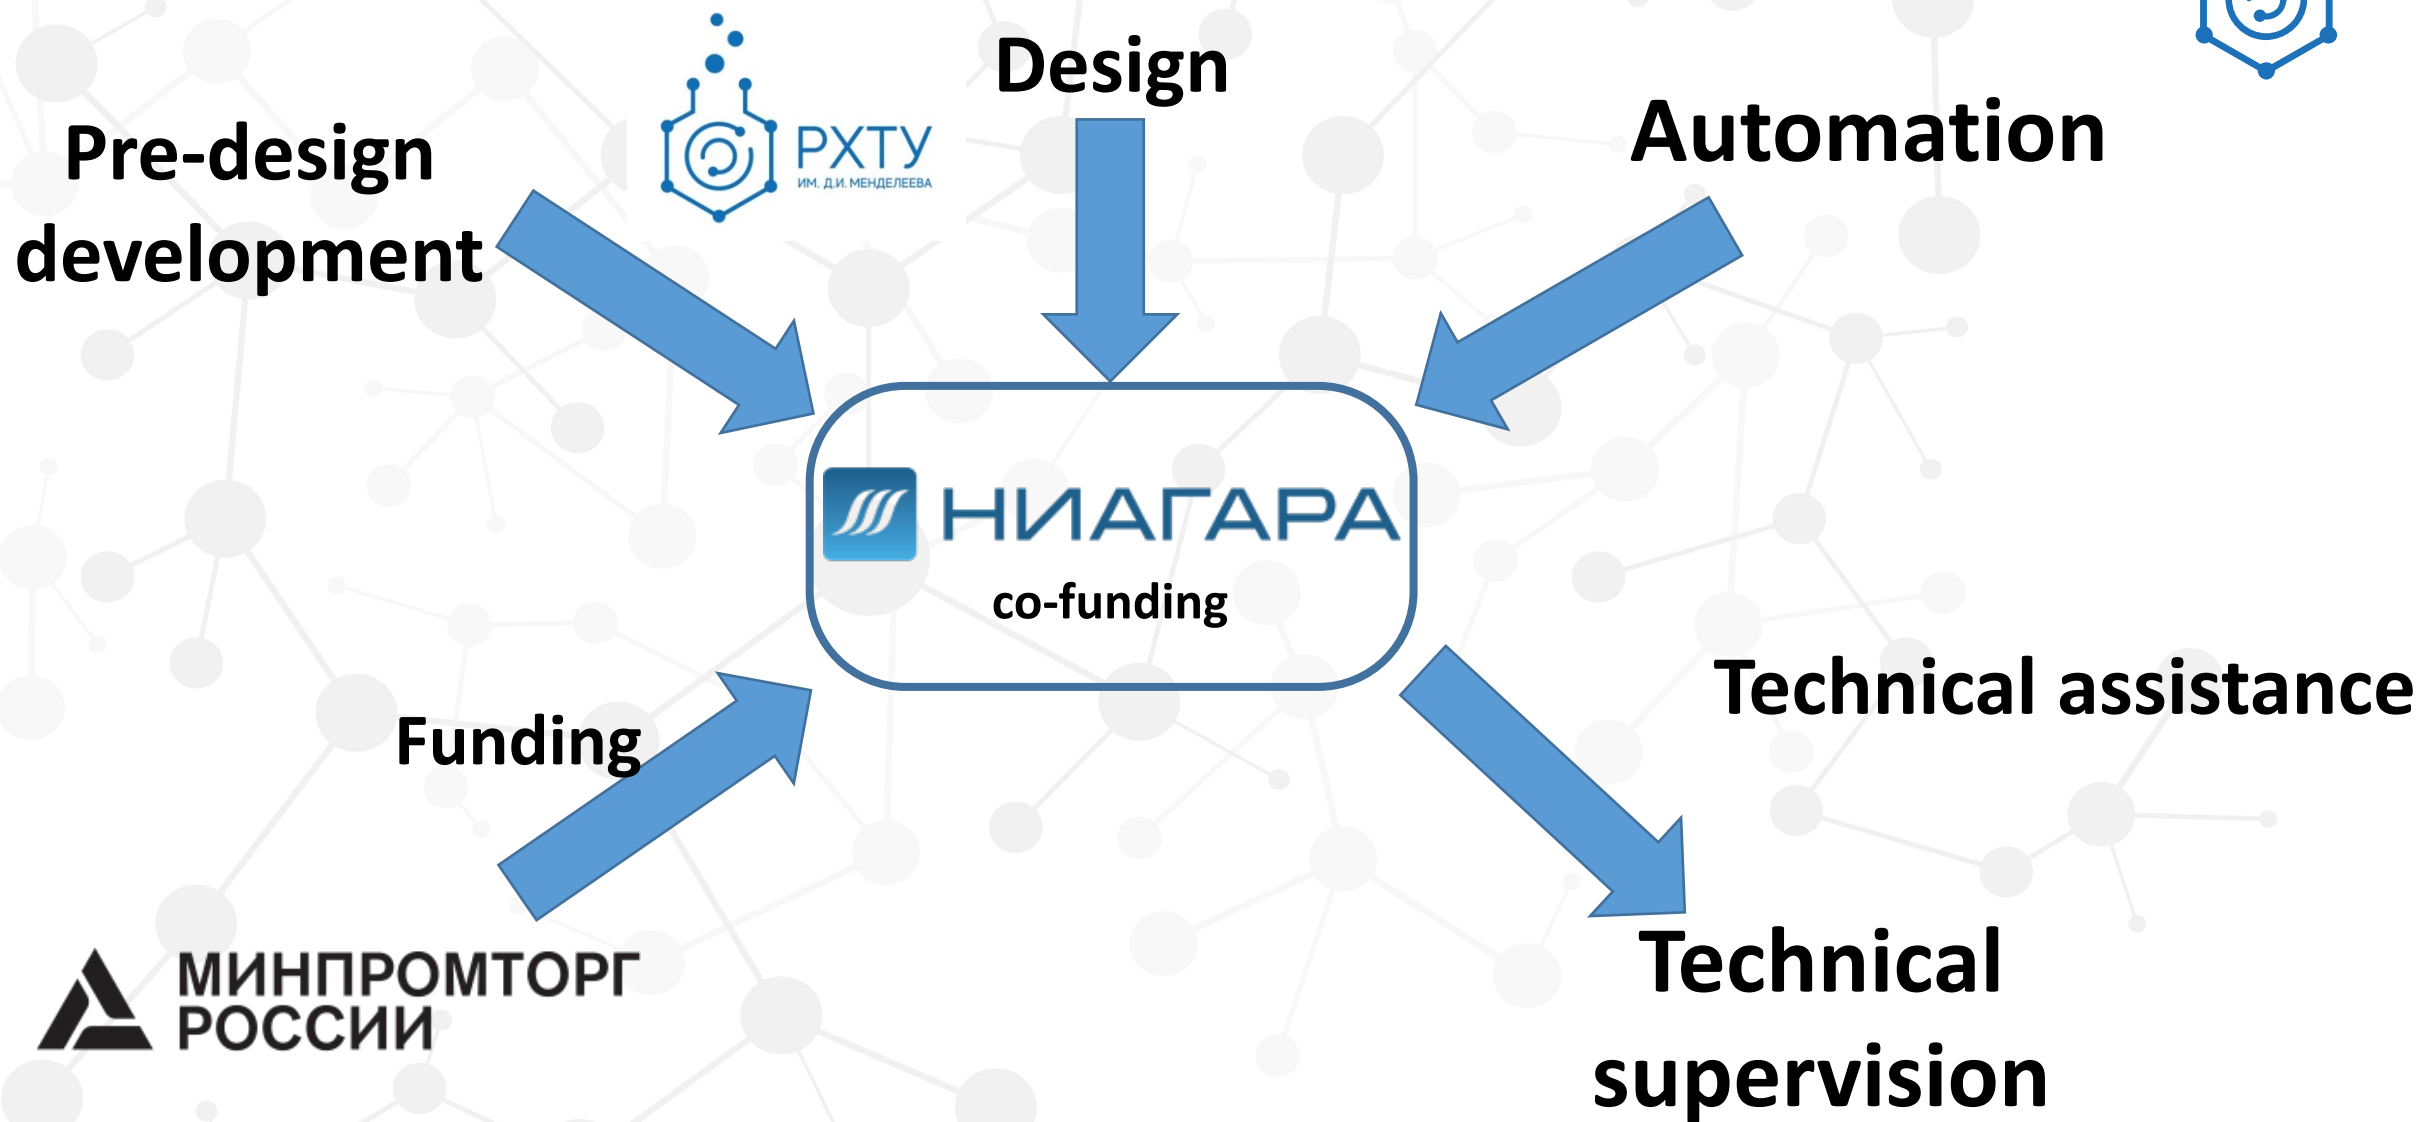 Design
Pre-design
development
РХТУ
ИМ. Д.И. МЕНДЕЛЕЕВА
Automation
НИАГАРА
co-funding
Funding
Technical assistance
МИНПРОМТОРГ
РОССИИ
Technical
supervision